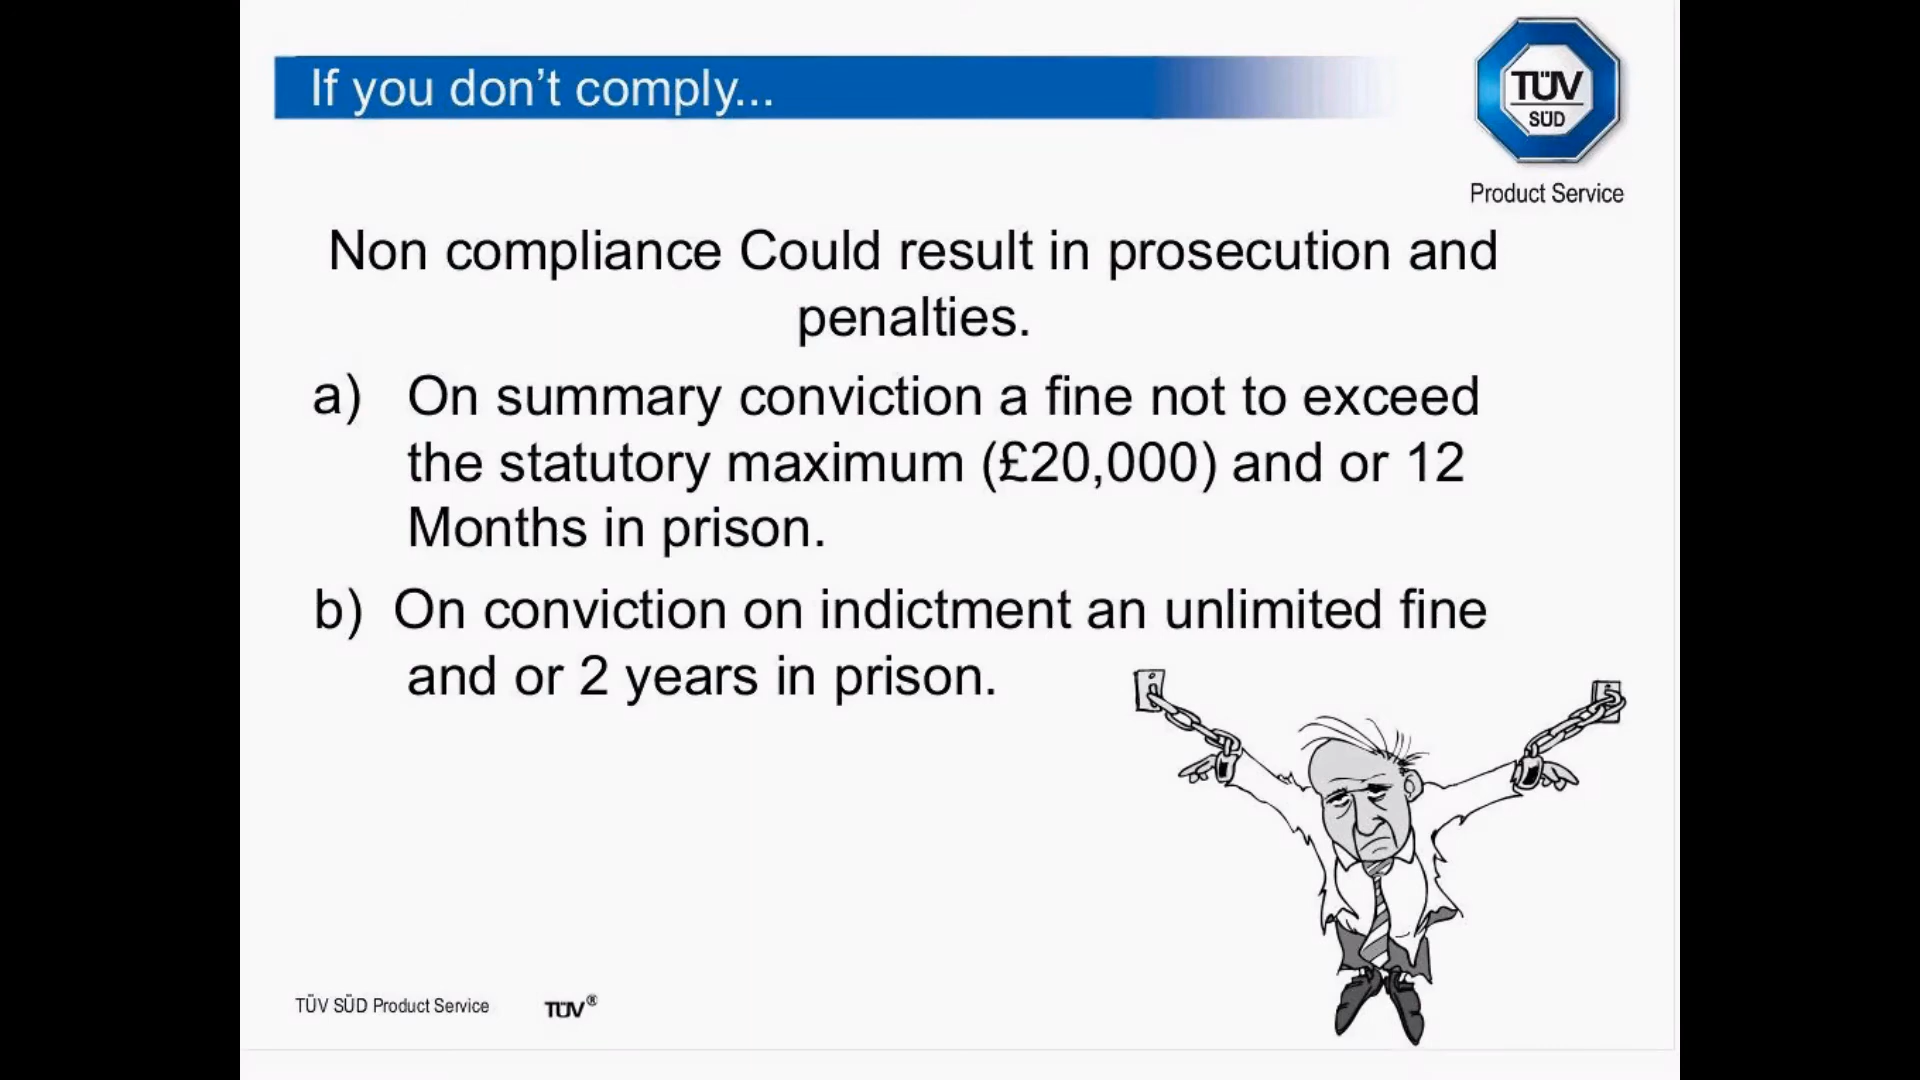 If you don’t comply...
TÜV
SÜD
Product Service
Non compliance Could result in prosecution and
penalties.
a) On summary conviction a fine not to exceed
the statutory maximum (£20,000) and or 12
Months in prison.
b) On conviction on indictment an unlimited fine
and or 2 years in prison.
TÜV SÜD Product Service TÜV®